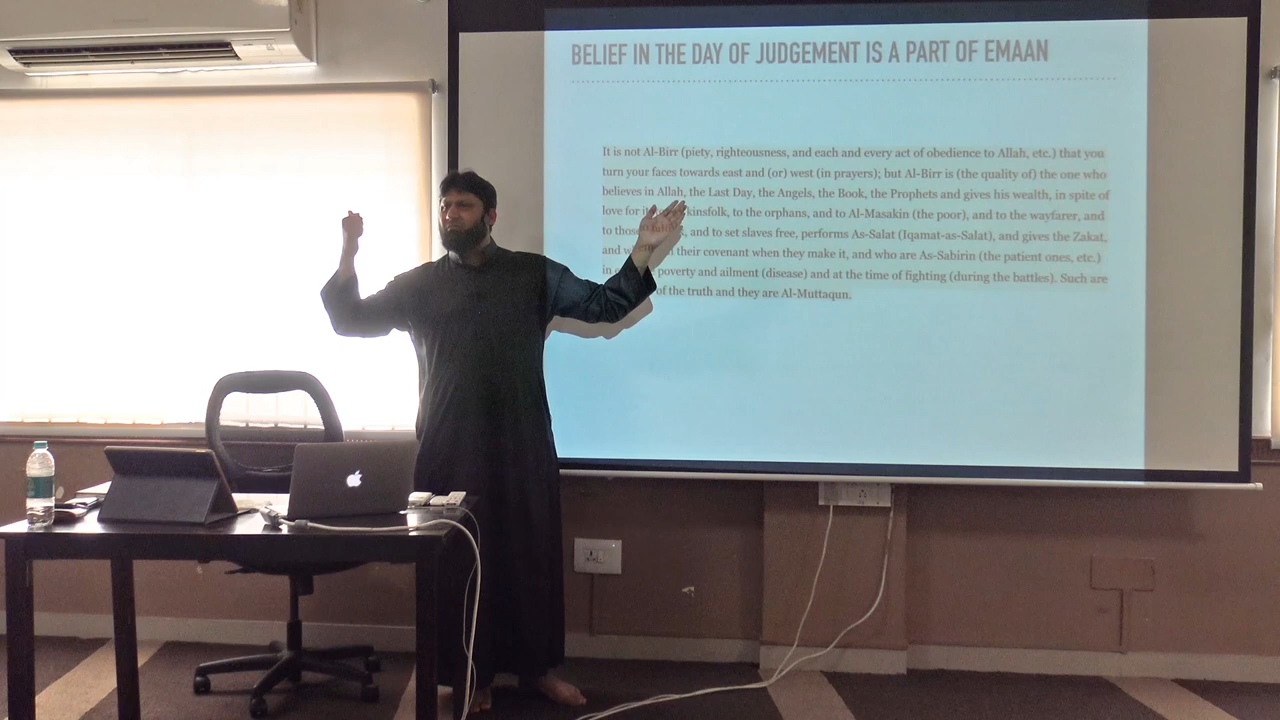 BELIEF IN THE DAY OF JUDGEMENT IS A PART OF EMAAN
It is not Al-Birr (piety, righteousness, and each and every act of obedience to Allah, etc.) that you
turn your faces towards east and (or) west (in prayers); but Al-Birr is (the quality of) the one who
believes in Allah, the Last Day, the Angels, the Book, the Prophets and gives his wealth, in spite of
love for kinsfolk, to the orphans, and to Al-Masakin (the poor), and to the wayfarer, and
to those and to set slaves free, performs As-Salat (Iqamat-as-Salat), and gives the Zakat,
and their covenant when they make it, and who are As-Sabirin (the patient ones, etc.)
in poverty and ailment (disease) and at the time of fighting (during the battles). Such are
of the truth and they are Al-Muttaqun.